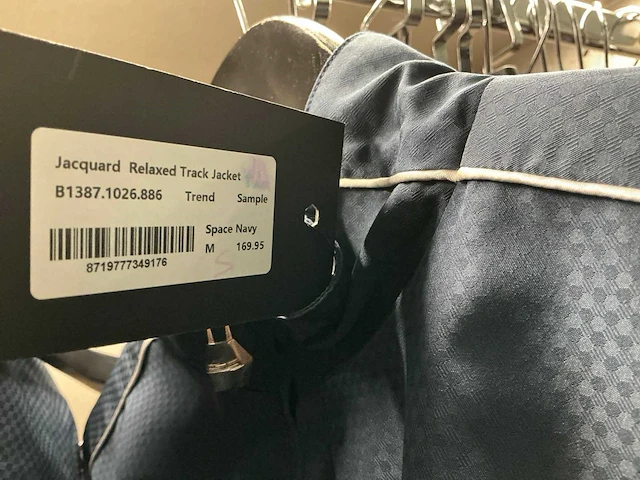 Jacquard Relaxed Track Jacket
B1387.1026.886 Trend Sample
Space Navy
M 169.95
8719777349176
S